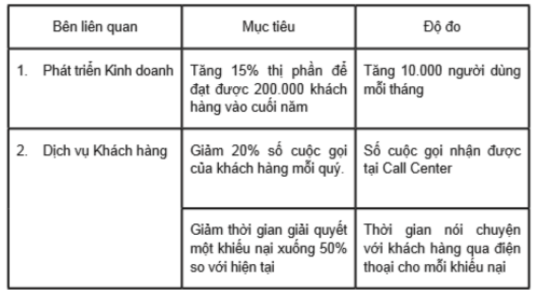 Bên liên quan
Mục tiêu
Độ đo
1. Phát triển Kinh doanh
Tăng 15% thị phần để
đạt được 200.000 khách
hàng vào cuối năm
Tăng 10.000 người dùng
mỗi tháng
2. Dịch vụ Khách hàng
Giảm 20% số cuộc gọi
của khách hàng mỗi quý.
Số cuộc gọi nhận được
tại Call Center
Giảm thời gian giải quyết
một khiếu nại xuống 50%
so với hiện tại
Thời gian nói chuyện
với khách hàng qua điện
thoại cho mỗi khiếu nại